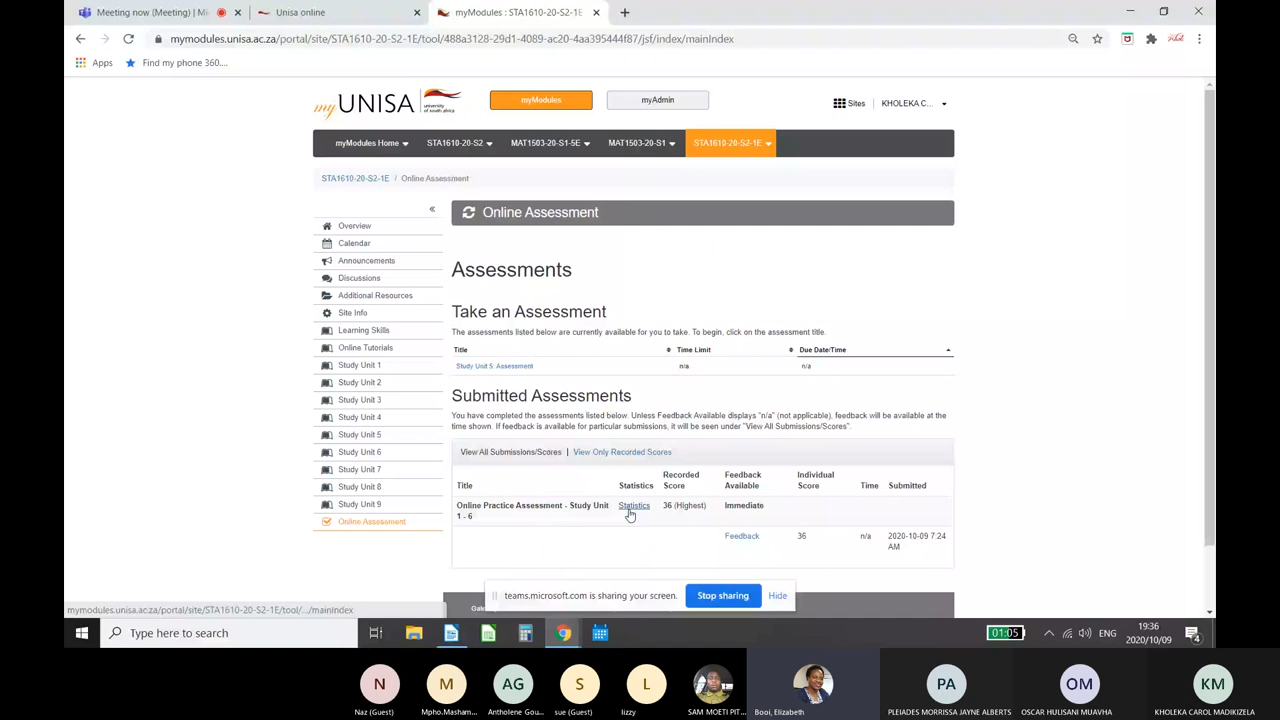 Meeting now (Meeting) | Mi
Unisa online
myModules : STA1610-20-S2-1E
mymodules.unisa.ac.za/portal/site/STA1610-20-S2-1E/tool/488a3128-29d1-4089-ac20-4aa395444f87/jsf/index/mainIndex
Apps
Find my phone 360....
my UNISA university of south africa
myModules
myAdmin
Sites
KHOLEKA C...
myModules Home
STA1610-20-S2
MAT1503-20-S1-5E
MAT1503-20-S1
STA1610-20-S2-1E
STA1610-20-S2-1E / Online Assessment
«
Overview
Calendar
Announcements
Discussions
Additional Resources
Site Info
Learning Skills
Online Tutorials
Study Unit 1
Study Unit 2
Study Unit 3
Study Unit 4
Study Unit 5
Study Unit 6
Study Unit 7
Study Unit 8
Study Unit 9
Online Assessment
Online Assessment
Assessments
Take an Assessment
The assessments listed below are currently available for you to take. To begin, click on the assessment title.
Title Time Limit Due Date/Time
Study Unit 5: Assessment n/a n/a
Submitted Assessments
You have completed the assessments listed below. Unless Feedback Available displays "n/a" (not applicable), feedback will be available at the
time shown. If feedback is available for particular submissions, it will be seen under "View All Submissions/Scores".
View All Submissions/Scores | View Only Recorded Scores
Title Statistics Recorded Score Feedback Available Individual Score Time Submitted
Online Practice Assessment - Study Unit Statistics 36 (Highest) Immediate
1 - 6
Feedback 36 n/a 2020-10-09 7:24
AM
teams.microsoft.com is sharing your screen.
Stop sharing
Hide
mymodules.unisa.ac.za/portal/site/STA1610-20-S2-1E/tool/.../mainIndex
Type here to search
01:05
ENG
19:36
2020/10/09
4
N
M
AG
S
L
PA
OM
KM
Naz (Guest)
Mpho.Masham...
Antholene Gou...
sue (Guest)
lizzy
SAM MOETI PIT...
Booi, Elizabeth
PLEIADES MORRISSA JAYNE ALBERTS
OSCAR HULISANI MUAVHA
KHOLEKA CAROL MADIKIZELA